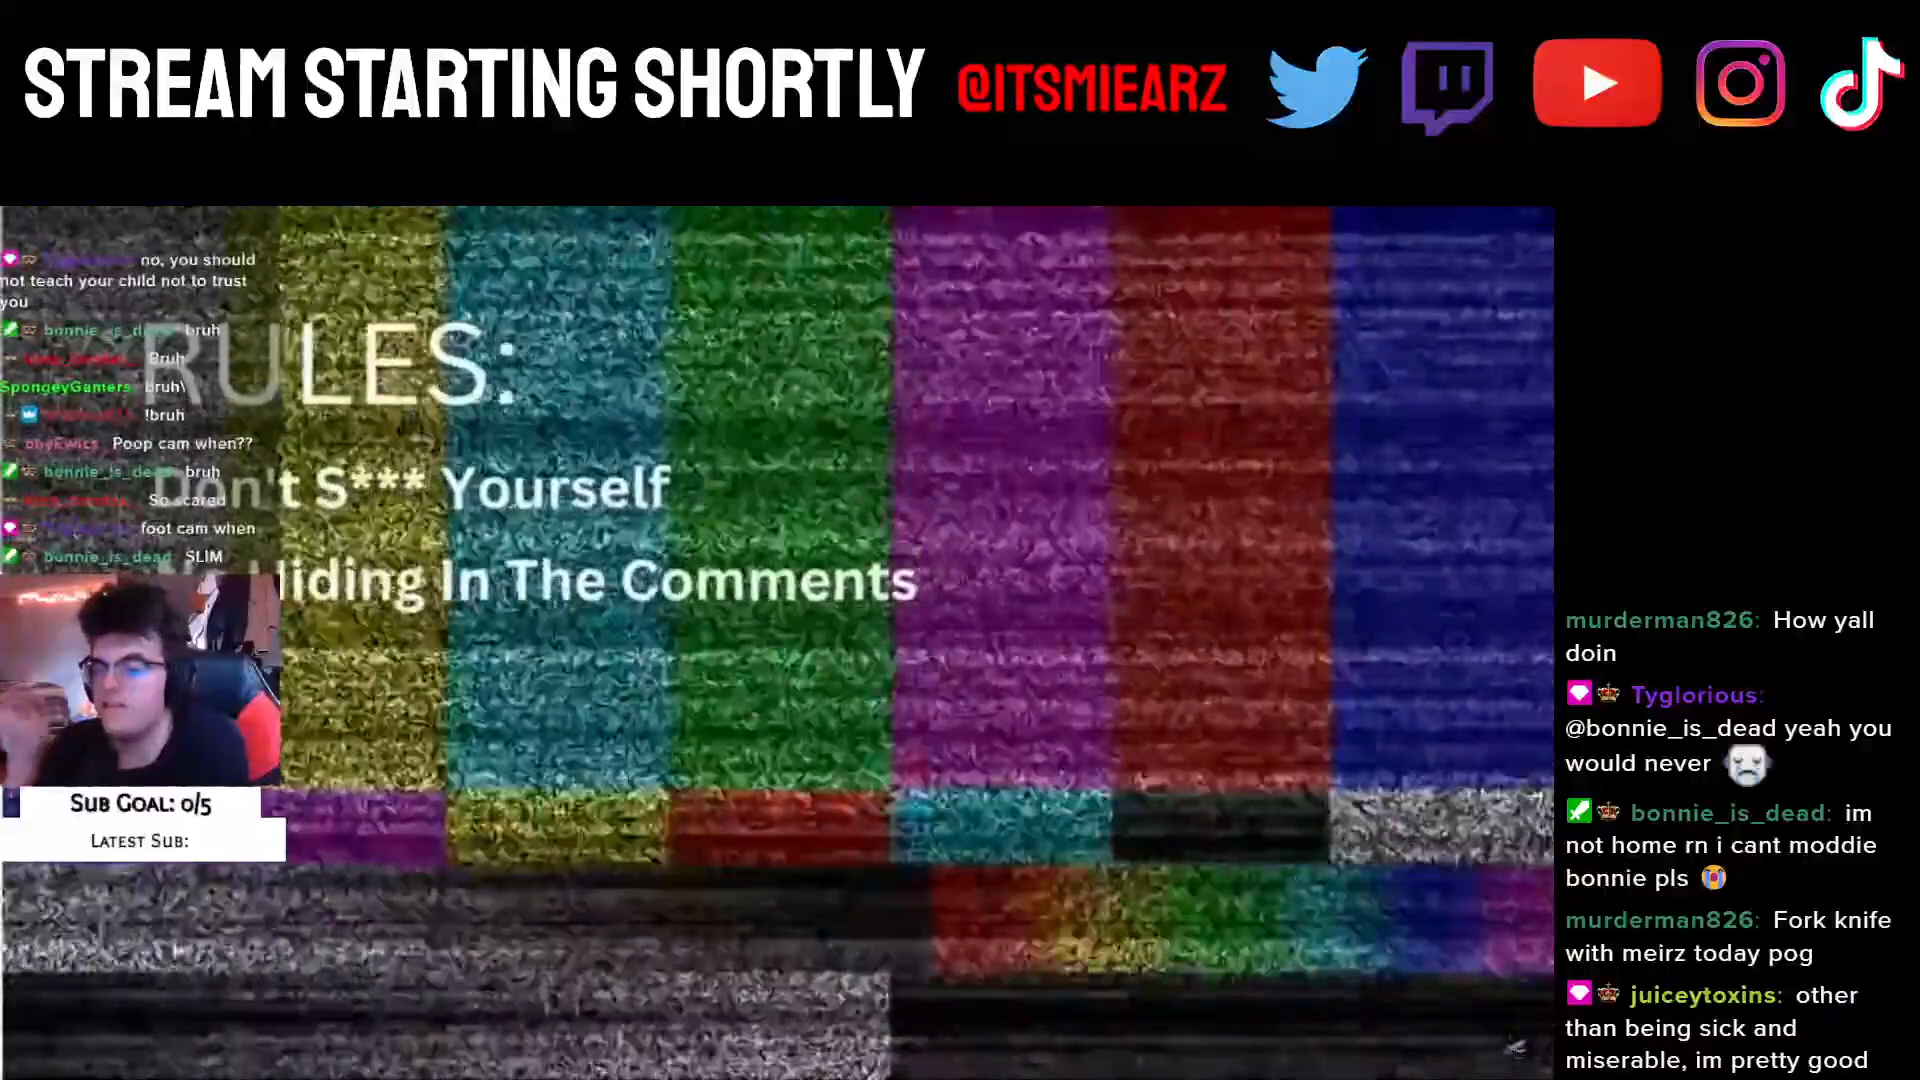 STREAM STARTING SHORTLY @ITSMIEARZ
no, you should
not teach your child not to trust
you
bonnie_is_dead bruh
Bruh
SpongeyGamers bruh\
!bruh
Poop cam when??
bonnie_is_dead bruh
So scared
foot cam when
bonnie_is_dead SLIM
RULES:
Don't S*** Yourself
Hiding In The Comments
SUB GOAL: 0/5
LATEST SUB:
murderman826: How yall
doin
Tyglorious:
@bonnie_is_dead yeah you
would never
bonnie_is_dead: im
not home rn i cant moddie
bonnie pls
murderman826: Fork knife
with meirz today pog
juiceytoxins: other
than being sick and
miserable, im pretty good